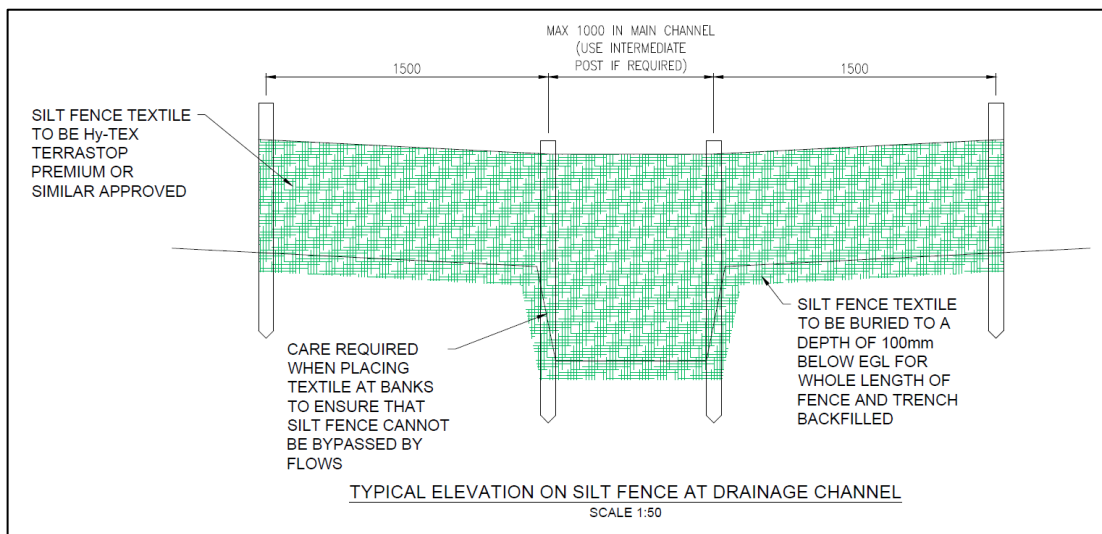 MAX 1000 IN MAIN CHANNEL
(USE INTERMEDIATE
POST IF REQUIRED)
1500
1500
SILT FENCE TEXTILE
TO BE Hy-TEX
TERRASTOP
PREMIUM OR
SIMILAR APPROVED
CARE REQUIRED
WHEN PLACING
TEXTILE AT BANKS
TO ENSURE THAT
SILT FENCE CANNOT
BE BYPASSED BY
FLOWS
SILT FENCE TEXTILE
TO BE BURIED TO A
DEPTH OF 100mm
BELOW EGL FOR
WHOLE LENGTH OF
FENCE AND TRENCH
BACKFILLED
TYPICAL ELEVATION ON SILT FENCE AT DRAINAGE CHANNEL
SCALE 1:50